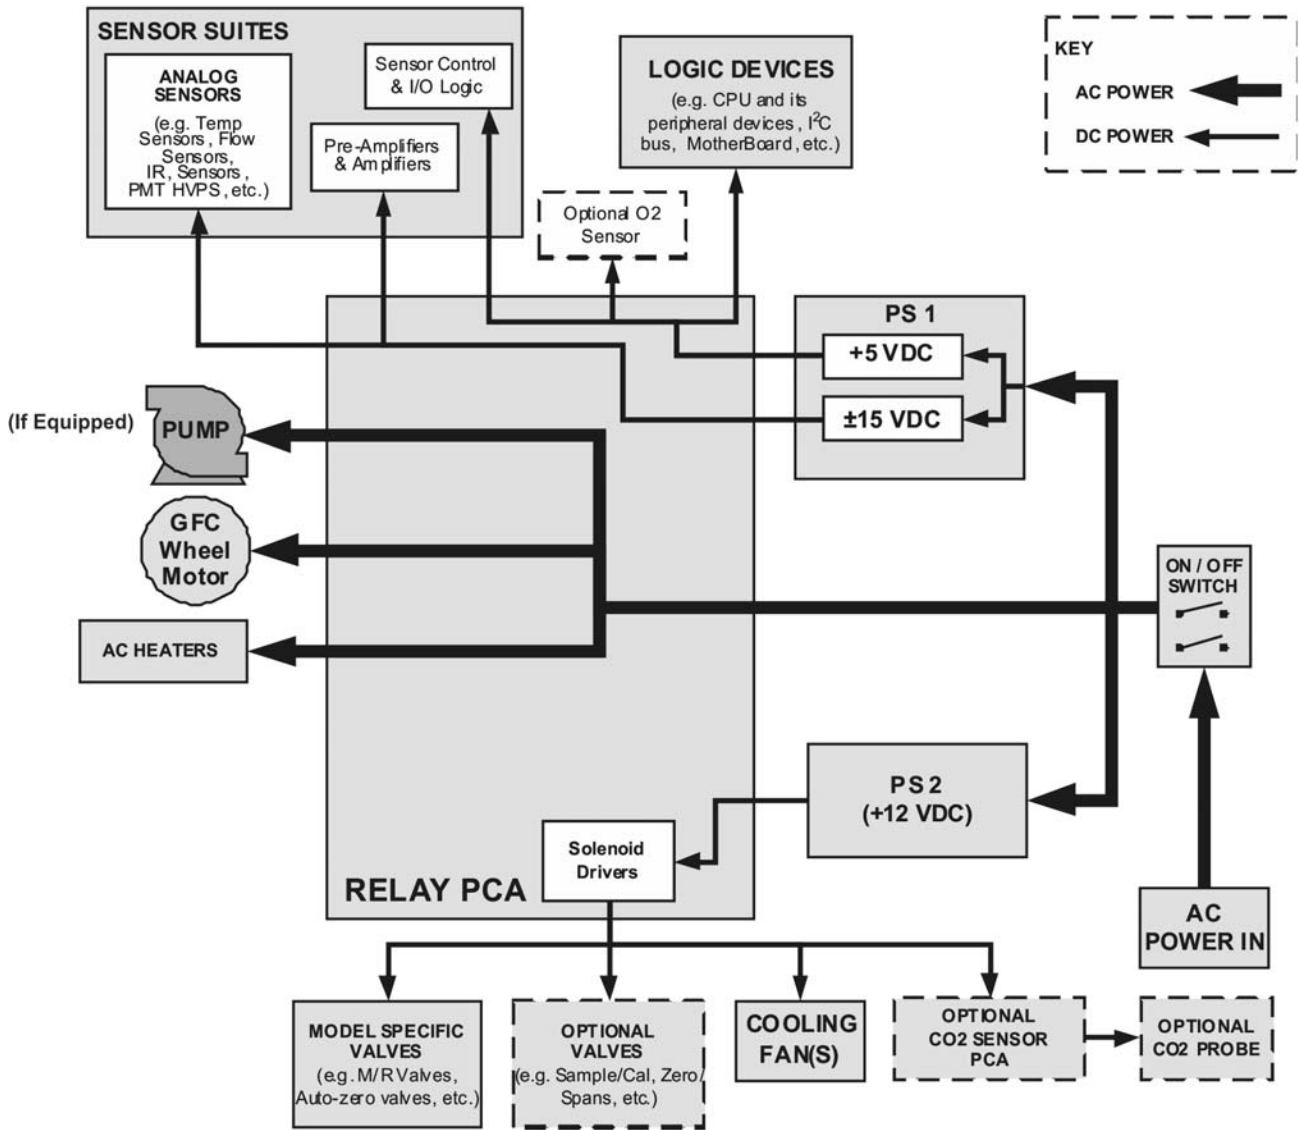 SENSOR SUITES
ANALOG
SENSORS
(e.g. Temp
Sensors, Flow
Sensors,
IR, Sensors,
PMT HVPS, etc.)
Sensor Control
& I/O Logic
Pre-Amplifiers
& Amplifiers
LOGIC DEVICES
(e.g. CPU and its
peripheral devices, I²C
bus, MotherBoard, etc.)
Optional O2
Sensor
KEY
AC POWER
DC POWER
PS 1
+5 VDC
±15 VDC
(If Equipped)
PUMP
GFC
Wheel
Motor
AC HEATERS
ON / OFF
SWITCH
PS 2
(+12 VDC)
Solenoid
Drivers
RELAY PCA
AC
POWER IN
MODEL SPECIFIC
VALVES
(e.g. M/R Valves,
Auto-zero valves, etc.)
OPTIONAL
VALVES
(e.g. Sample/Cal, Zero/
Spans, etc.)
COOLING
FAN(S)
OPTIONAL
CO2 SENSOR
PCA
OPTIONAL
CO2 PROBE